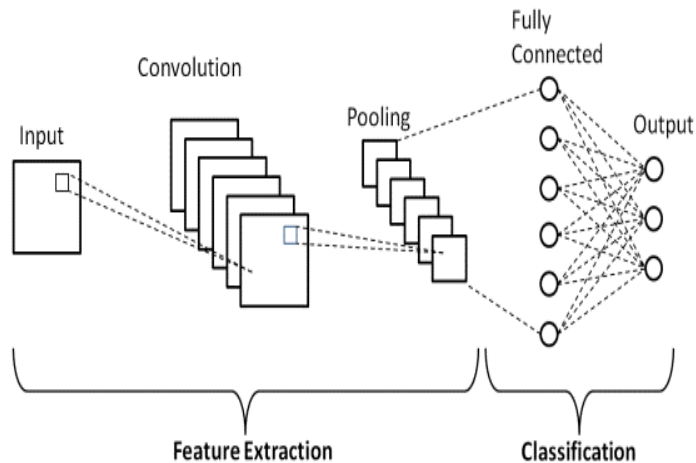 Fully
Connected
Convolution
Pooling
Input
Output
Feature Extraction
Classification